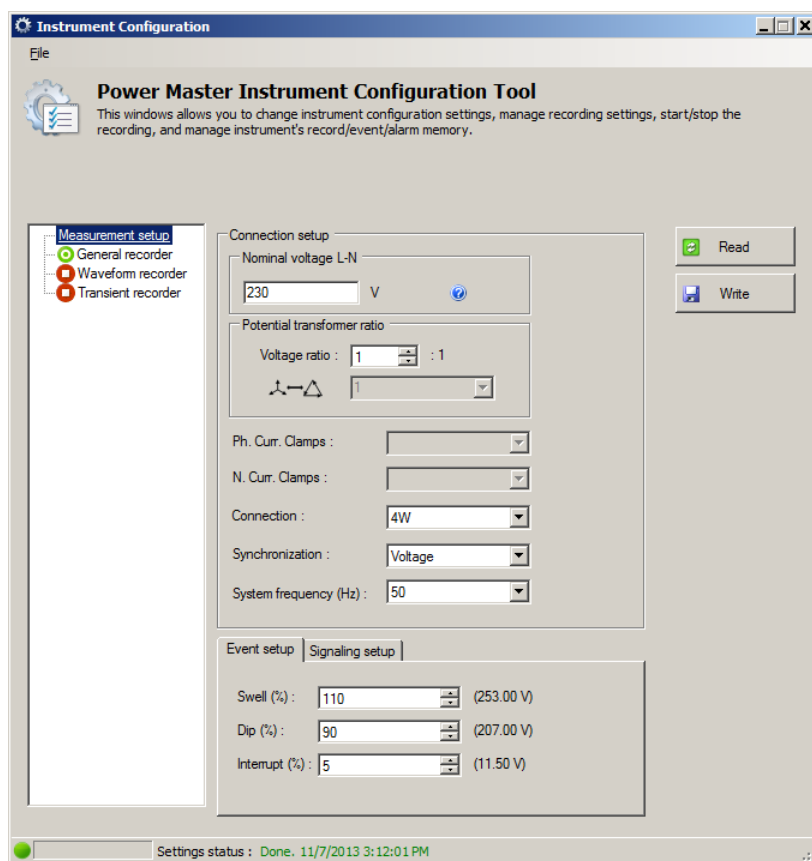 Instrument Configuration
File
Power Master Instrument Configuration Tool
This windows allows you to change instrument configuration settings, manage recording settings, start/stop the
recording, and manage instrument's record/event/alarm memory.
Measurement setup
General recorder
Waveform recorder
Transient recorder
Connection setup
Nominal voltage L-N
230 V
Potential transformer ratio
Voltage ratio : 1 : 1
1
Ph. Curr. Clamps :
N. Curr. Clamps :
Connection : 4W
Synchronization : Voltage
System frequency (Hz) : 50
Read
Write
Event setup Signaling setup
Swell (%) : 110 (253.00 V)
Dip (%) : 90 (207.00 V)
Interrupt (%) : 5 (11.50 V)
Settings status : Done. 11/7/2013 3:12:01 PM